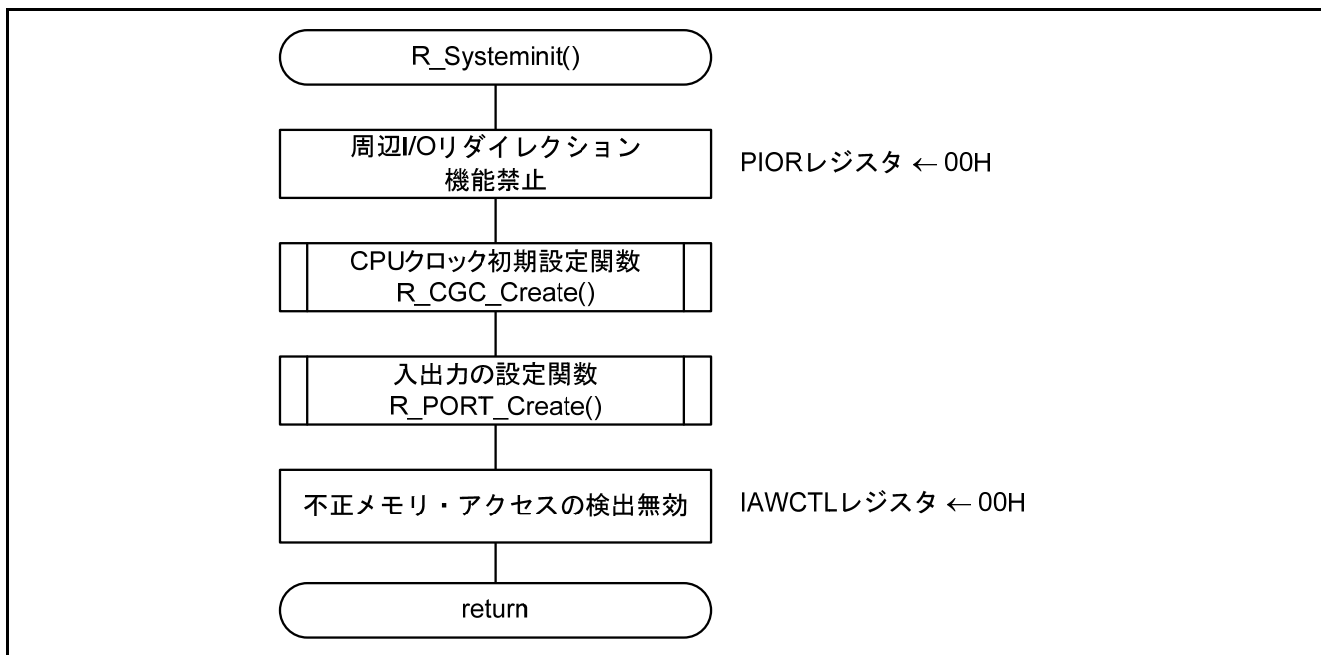 R_Systeminit()
周辺I/Oリダイレクション
機能禁止
PIORレジスタ ← 00H
CPUクロック初期設定関数
R_CGC_Create()
入出力の設定関数
R_PORT_Create()
不正メモリ・アクセスの検出無効
IAWCTLレジスタ ← 00H
return